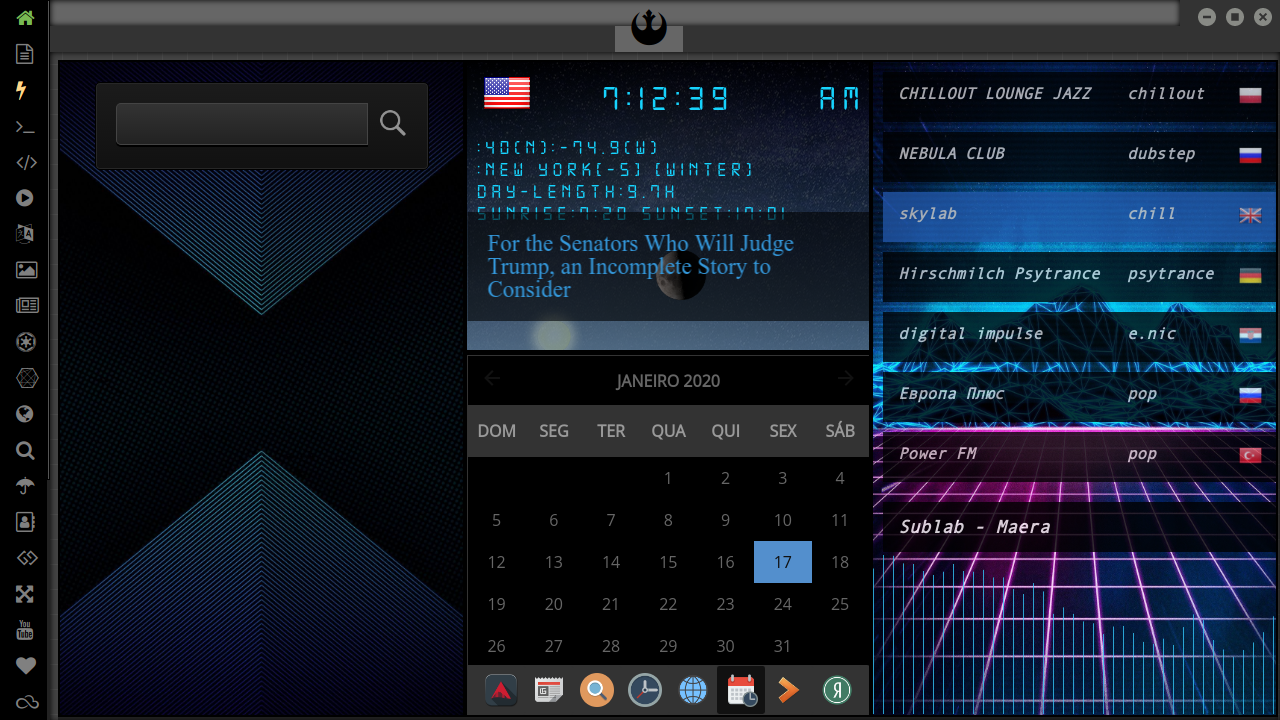 7:12:39 AM
:40(N):-74.9(W)
:NEW YORK[-5] (WINTER)
DAY-LENGTH:9.7H
SUNRISE:7:20 SUNSET:17:01
For the Senators Who Will Judge
Trump, an Incomplete Story to
Consider
JANEIRO 2020
DOM SEG TER QUA QUI SEX SÁB
1 2 3 4
5 6 7 8 9 10 11
12 13 14 15 16 17 18
19 20 21 22 23 24 25
26 27 28 29 30 31
CHILLOUT LOUNGE JAZZ chillout
NEBULA CLUB dubstep
skylab chill
Hirschmilch Psytrance psytrance
digital impulse e.nic
Европа Плюс pop
Power FM pop
Sublab - Maera
You
Tube
Я